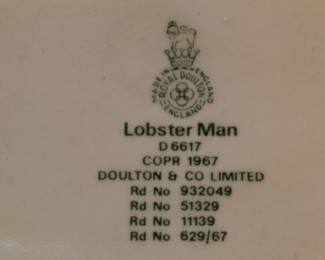 MADE IN ENGLAND
ROYAL DOULTON
ENGLAND
Lobster Man
D 6617
COPR 1967
DOULTON & CO LIMITED
Rd No 932049
Rd No 51329
Rd No 11139
Rd No 629/67